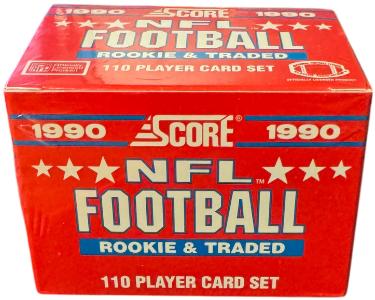 1990 SCORE® 1990
NFL
FOOTBALL
ROOKIE & TRADED
110 PLAYER CARD SET
1990 SCORE® 1990
NFL™
FOOTBALL
ROOKIE & TRADED
110 PLAYER CARD SET